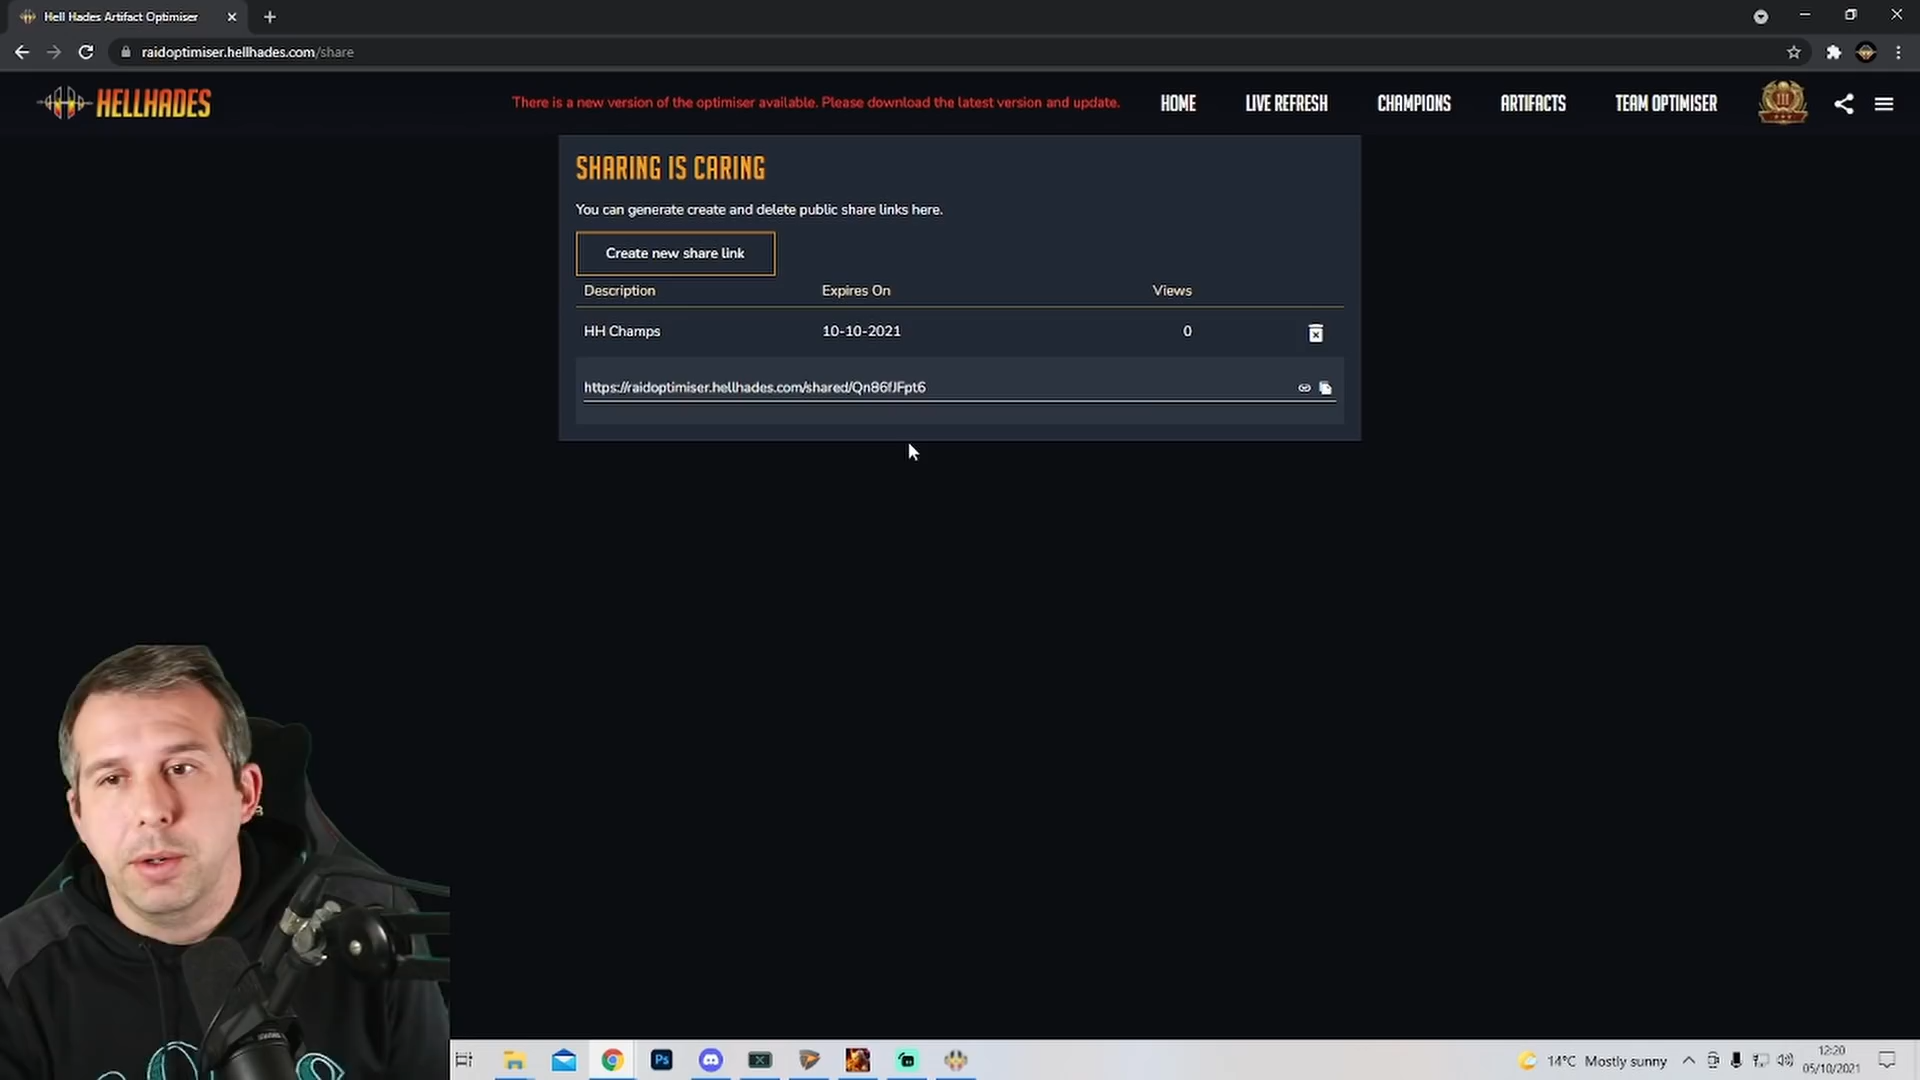 Hell Hades Artifact Optimiser
raidoptimiser.hellhades.com/share
HELLHADES
There is a new version of the optimiser available. Please download the latest version and update.
HOME
LIVE REFRESH
CHAMPIONS
ARTIFACTS
TEAM OPTIMISER
III
SHARING IS CARING
You can generate create and delete public share links here.
Create new share link
Description Expires On Views
HH Champs 10-10-2021 0
https://raidoptimiser.hellhades.com/shared/Qn86fJFpt6
Ps
14°C Mostly sunny
12:20
05/10/2021